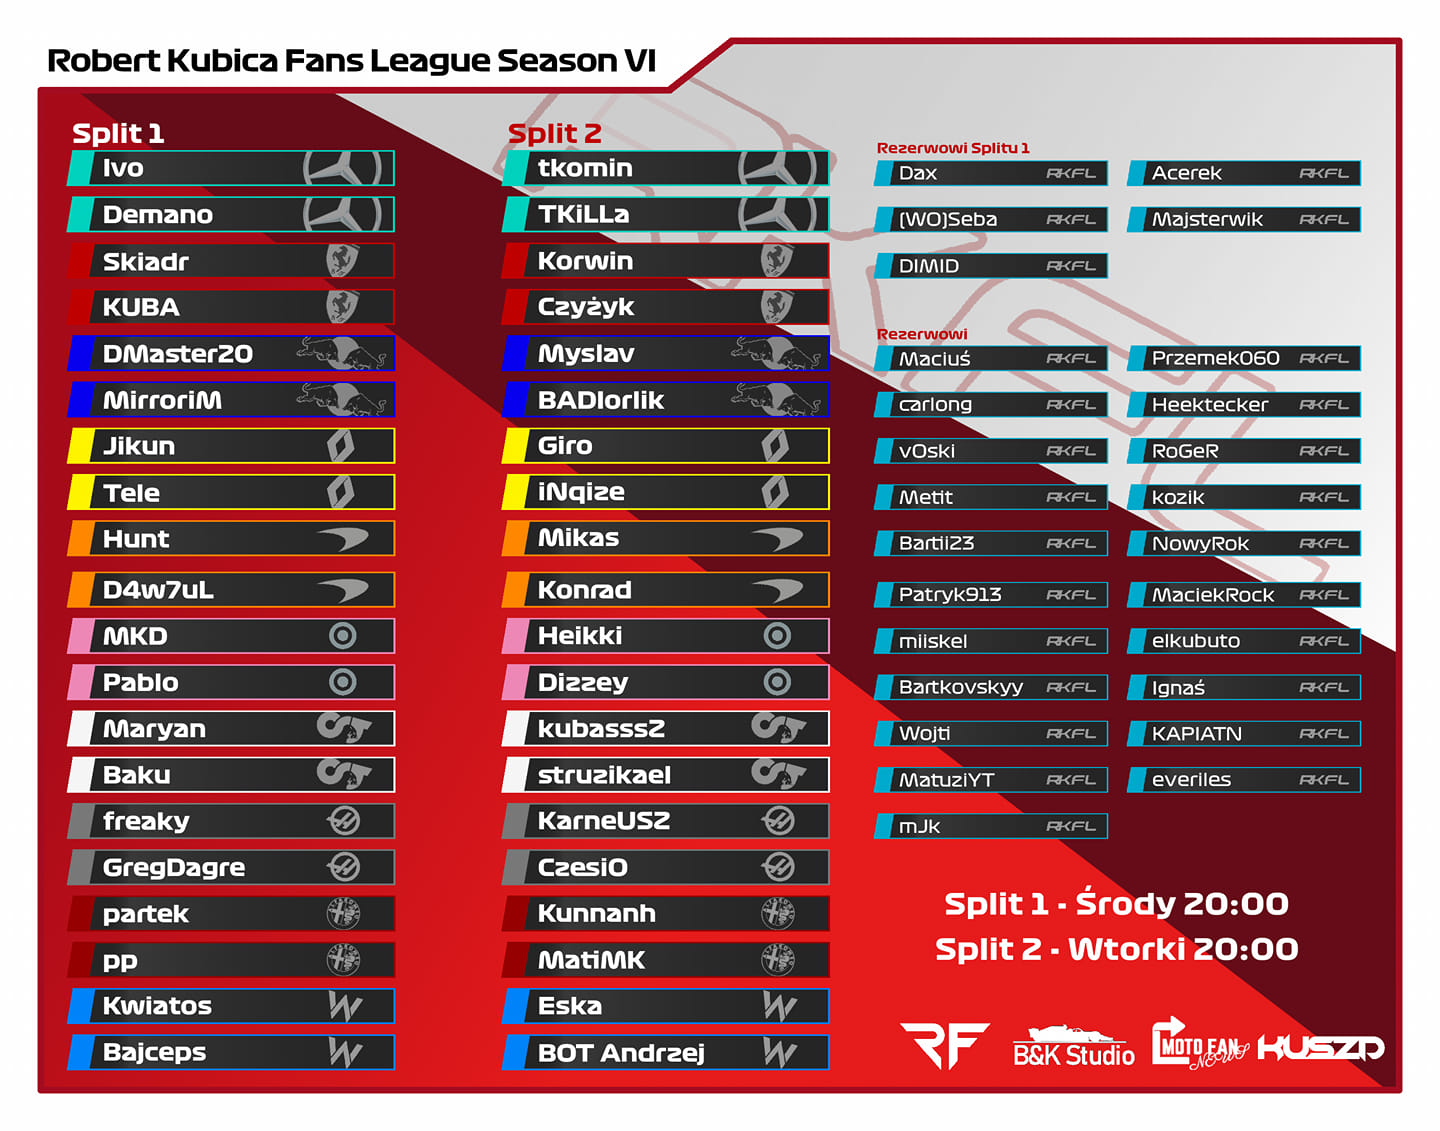 Robert Kubica Fans League Season VI
Split 1
Ivo
Demano
Skiadr
KUBA
DMaster20
MirroriM
Jikun
Tele
Hunt
D4w7uL
MKD
Pablo
Maryan
Baku
freaky
GregDagre
partek
pp
Kwiatos
Bajceps
Split 2
tkomin
TKiLLa
Korwin
Czyżyk
Myslav
BADIorlik
Giro
iNqize
Mikas
Konrad
Heikki
Dizzey
kubasss2
struzikael
KarneUS2
CzesiO
Kunnanh
MatiMK
Eska
BOT Andrzej
Rezerwowi Splitu 1
Dax RKFL
Acerek RKFL
(WO)Seba RKFL
Majsterwik RKFL
DIMID RKFL
Rezerwowi
Maciuś RKFL
Przemek060 RKFL
carlong RKFL
Heektecker RKFL
vOski RKFL
RoGeR RKFL
Metit RKFL
kozik RKFL
Bartii23 RKFL
NowyRok RKFL
Patryk913 RKFL
MaciekRock RKFL
miiskel RKFL
elkubuto RKFL
Bartkovskyy RKFL
Ignaś RKFL
Wojti RKFL
KAPIATN RKFL
MatuziYT RKFL
everiles RKFL
mJk RKFL
Split 1 - Środy 20:00
Split 2 - Wtorki 20:00
RF
B&K Studio
MOTO FAN
NEWS
KUSZP